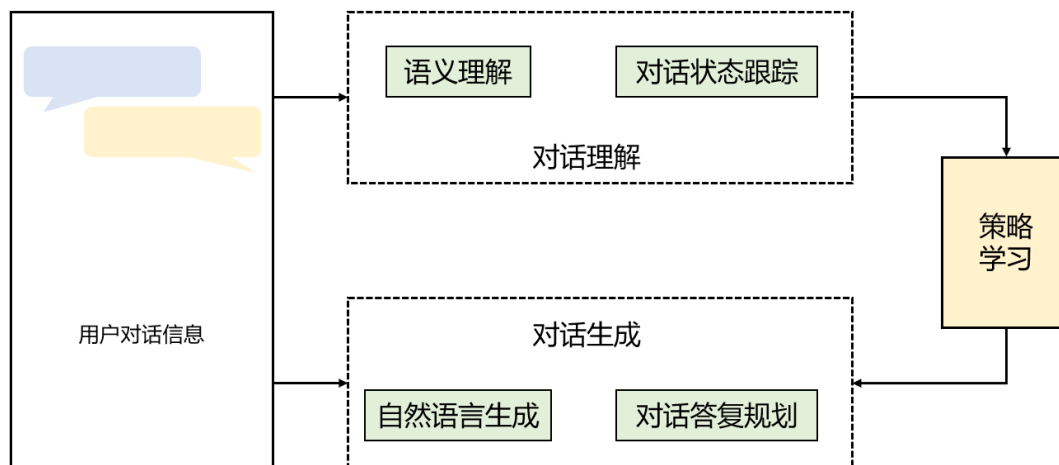 语义理解
对话状态跟踪
对话理解
策略
学习
用户对话信息
对话生成
自然语言生成
对话答复规划